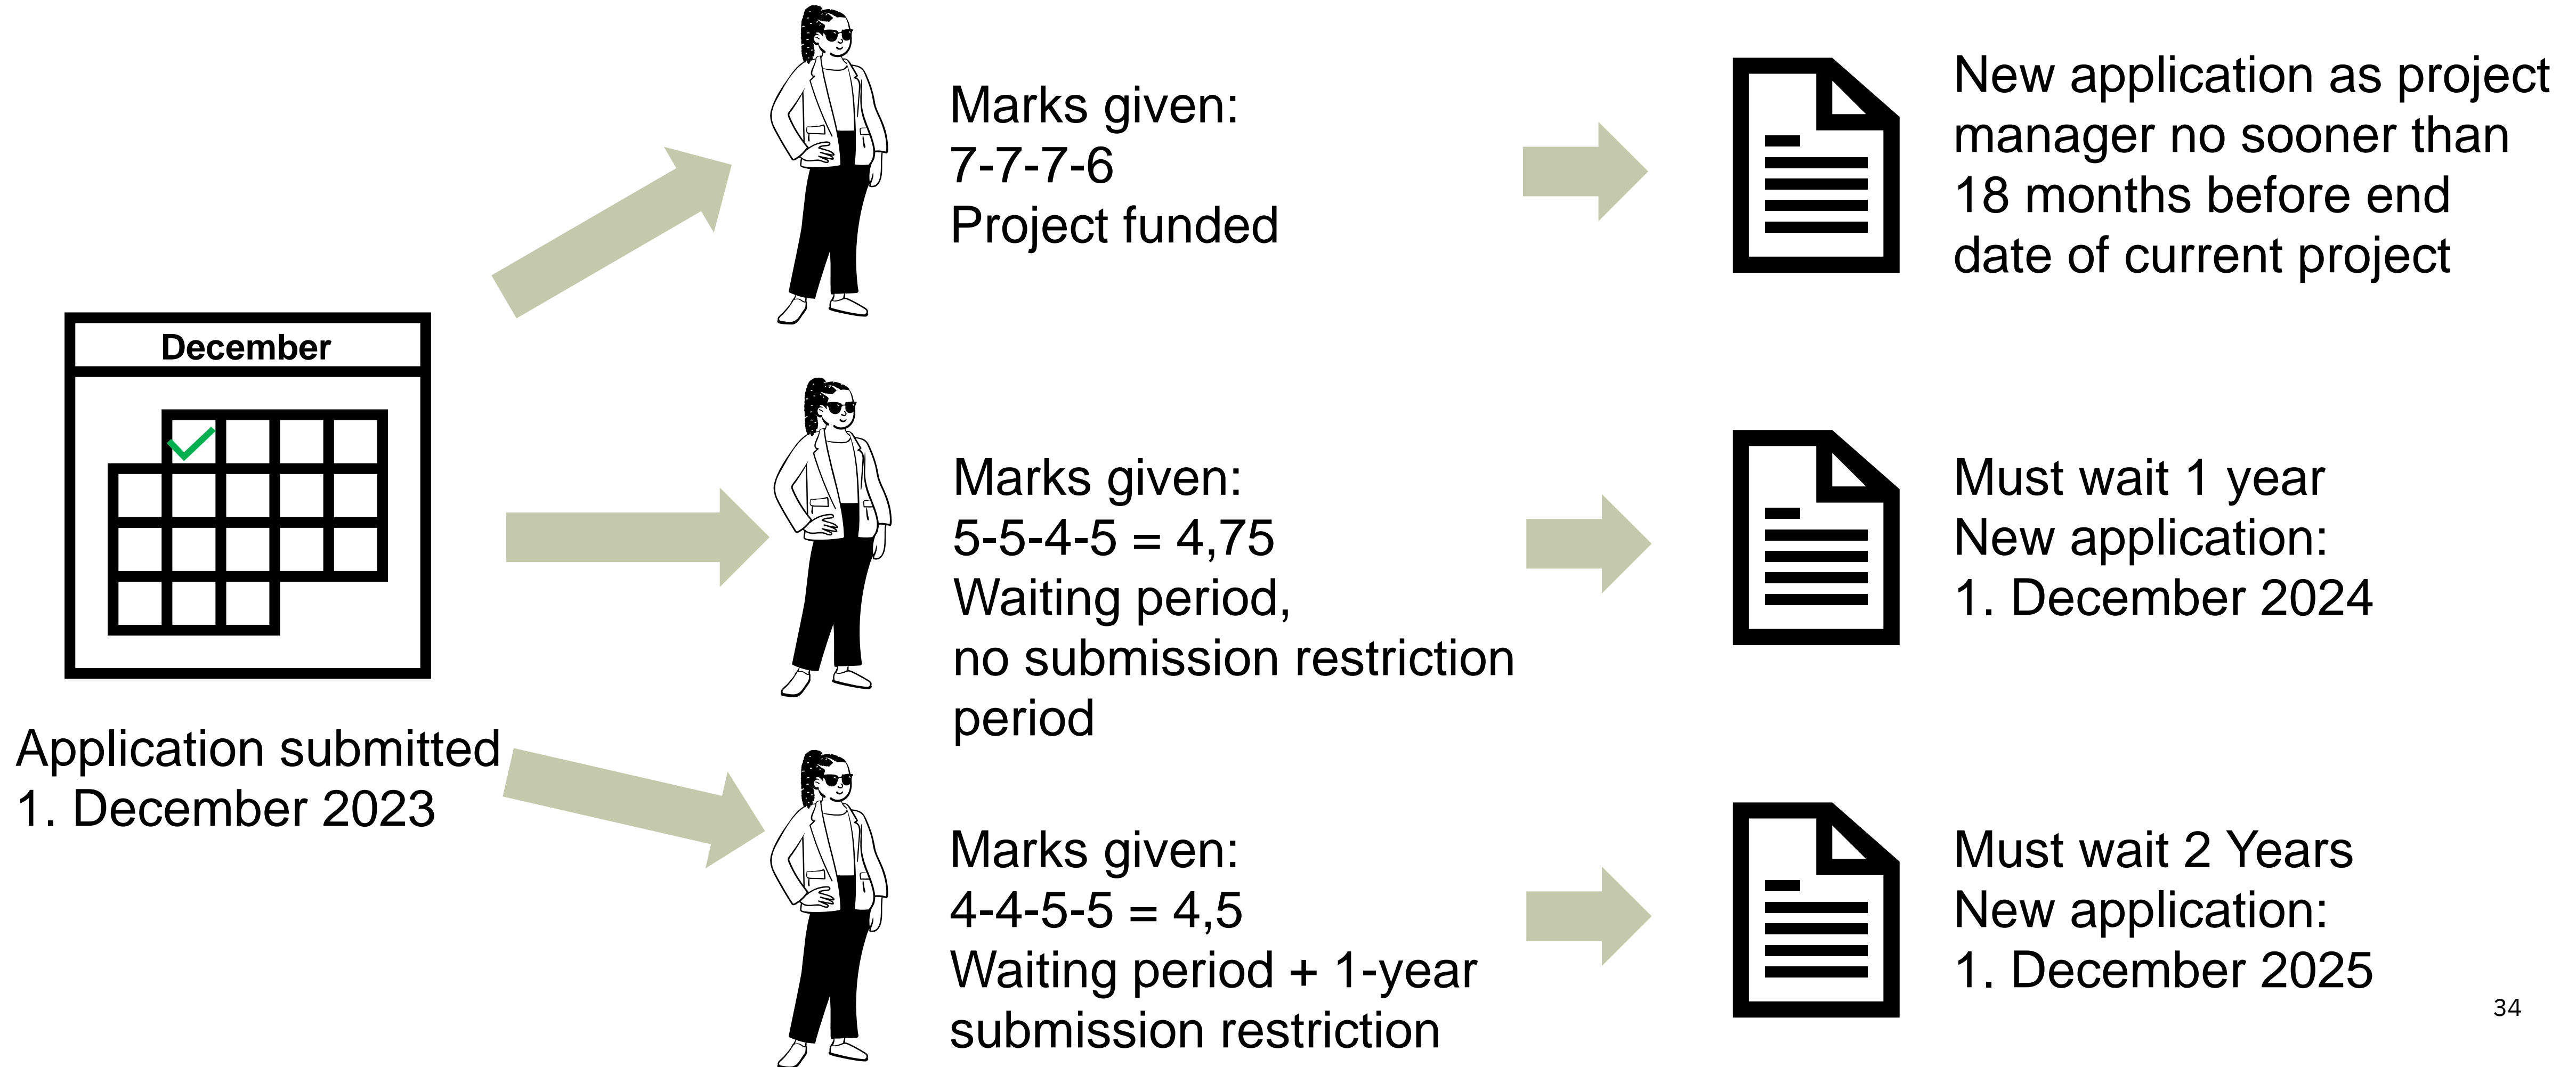 December
Application submitted
1. December 2023
Marks given:
7-7-7-6
Project funded
New application as project
manager no sooner than
18 months before end
date of current project
Marks given:
5-5-4-5 = 4,75
Waiting period,
no submission restriction
period
Must wait 1 year
New application:
1. December 2024
Marks given:
4-4-5-5 = 4,5
Waiting period + 1-year
submission restriction
Must wait 2 Years
New application:
1. December 2025
34